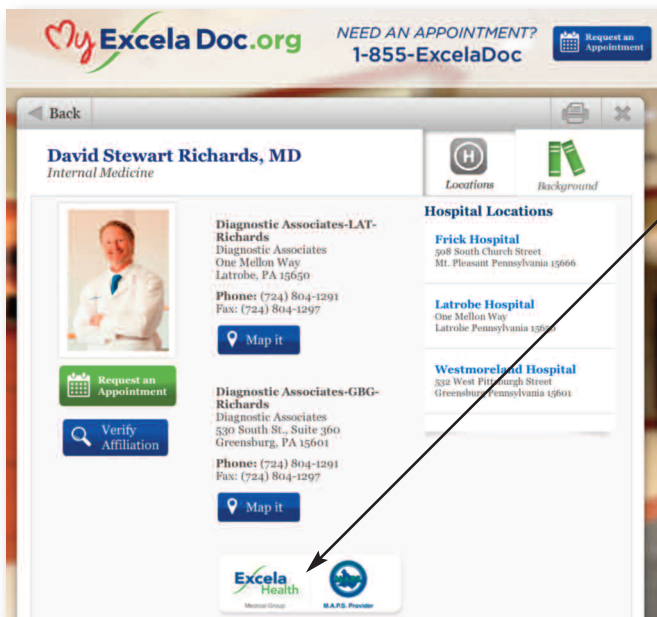 My Excela Doc.org
NEED AN APPOINTMENT?
1-855-ExcelaDoc
Request an
Appointment
Back
David Stewart Richards, MD
Internal Medicine
H
Locations
Background
Diagnostic Associates-LAT-
Richards
Diagnostic Associates
One Mellon Way
Latrobe, PA 15650
Phone: (724) 804-1291
Fax: (724) 804-1297
Map it
Request an
Appointment
Verify
Affiliation
Diagnostic Associates-GBG-
Richards
Diagnostic Associates
530 South St., Suite 360
Greensburg, PA 15601
Phone: (724) 804-1291
Fax: (724) 804-1297
Map it
Hospital Locations
Frick Hospital
508 South Church Street
Mt. Pleasant Pennsylvania 15666
Latrobe Hospital
One Mellon Way
Latrobe Pennsylvania 15650
Westmoreland Hospital
532 West Pittsburgh Street
Greensburg Pennsylvania 15601
Excela
Health
Medical Group
M.A.P.S. Provider